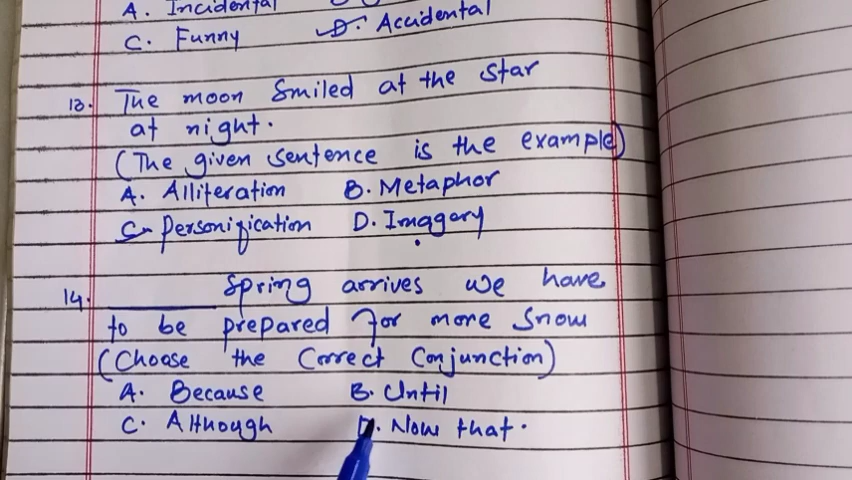 A. Incidental
C. Funny D. Accidental
13. The moon Smiled at the star
at night.
(The given sentence is the example)
A. Alliteration B. Metaphor
C. Personification D. Imagery
14. ______ Spring arrives we have
to be prepared for more snow
(Choose the Correct Conjunction)
A. Because B. Until
C. Although D. Now that.